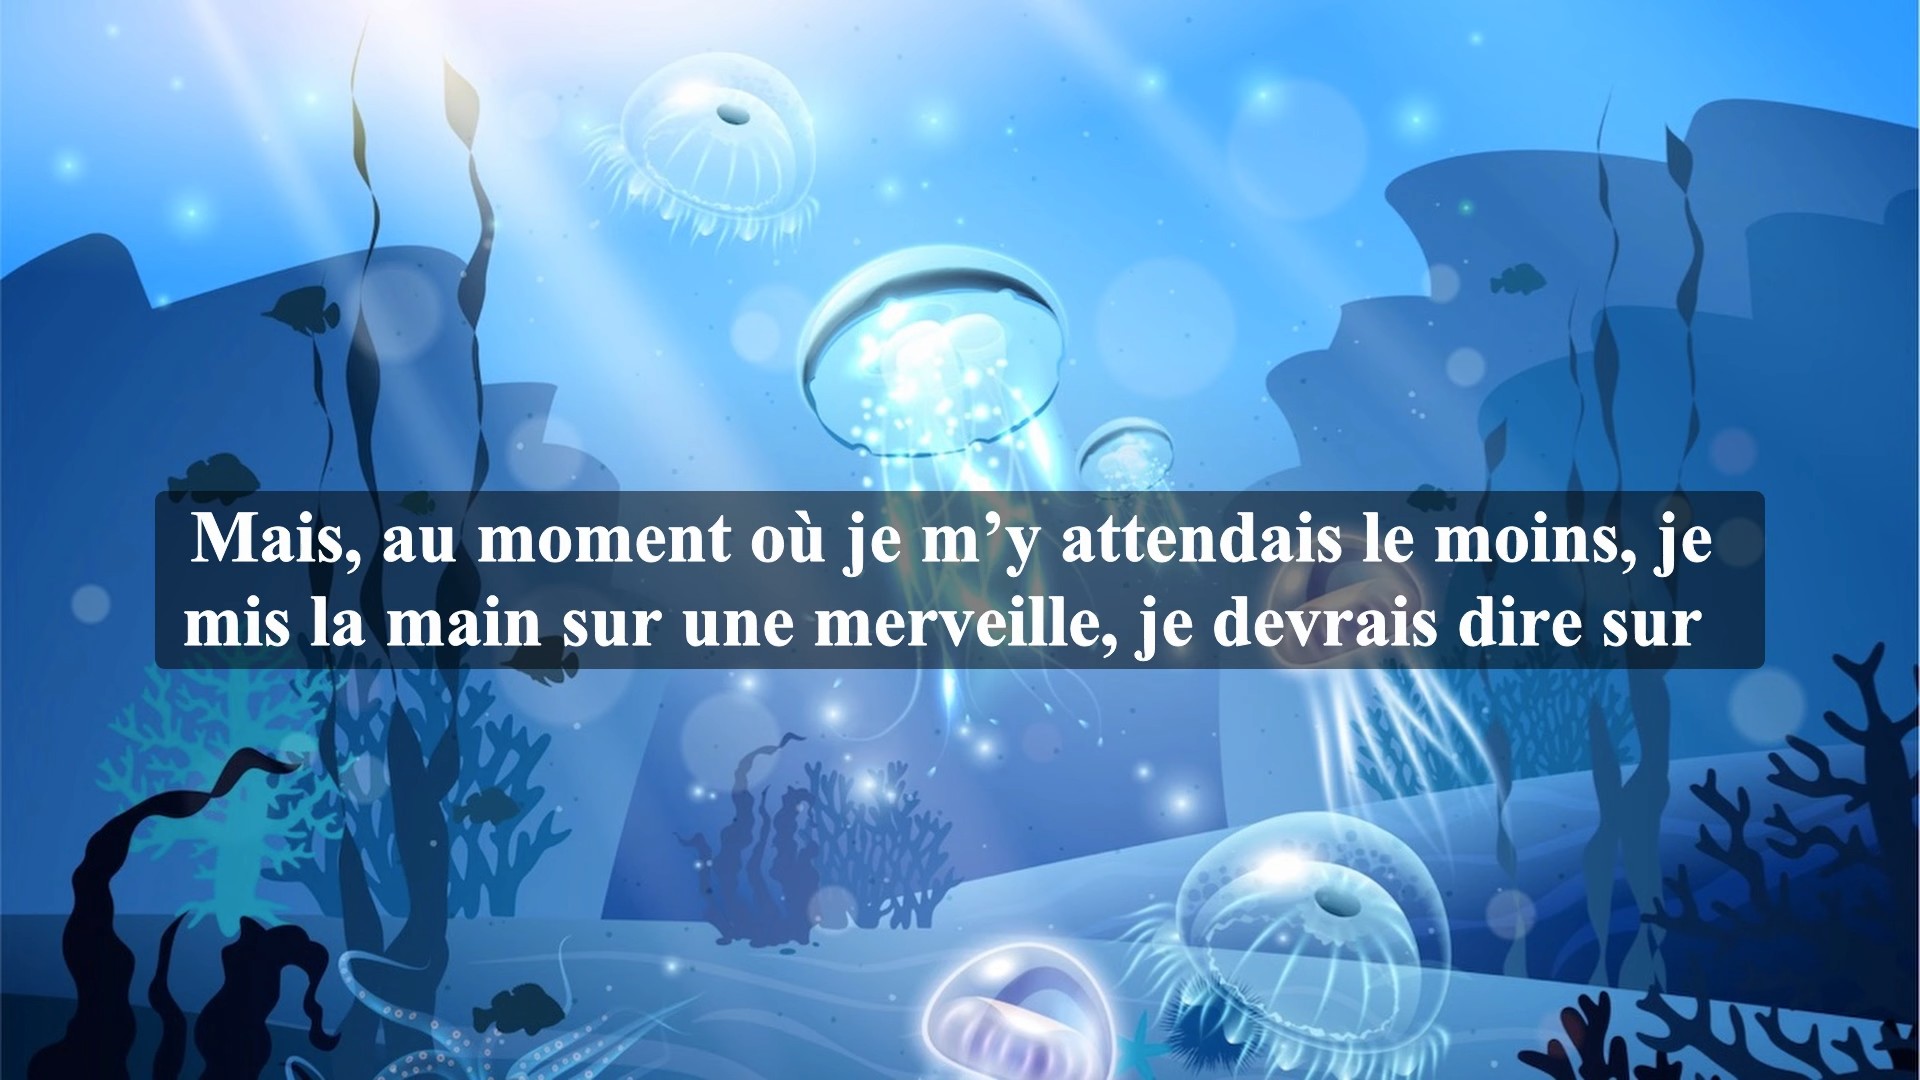 Mais, au moment où je m’y attendais le moins, je
mis la main sur une merveille, je devrais dire sur